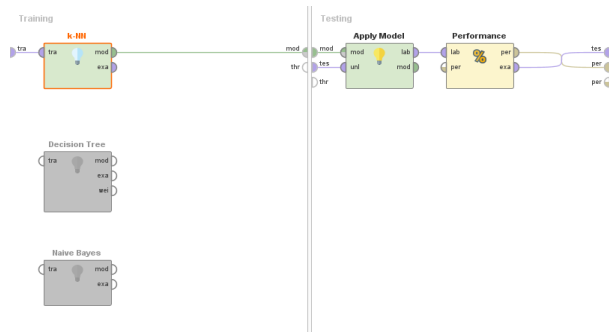 Training
Testing
k-NN
Apply Model
Performance
tra
tra
mod
exa
mod
thr
mod
tes
thr
mod
unl
lab
mod
lab
per
per
exa
%
tes
per
per
Decision Tree
tra
mod
exa
wei
Naive Bayes
tra
mod
exa